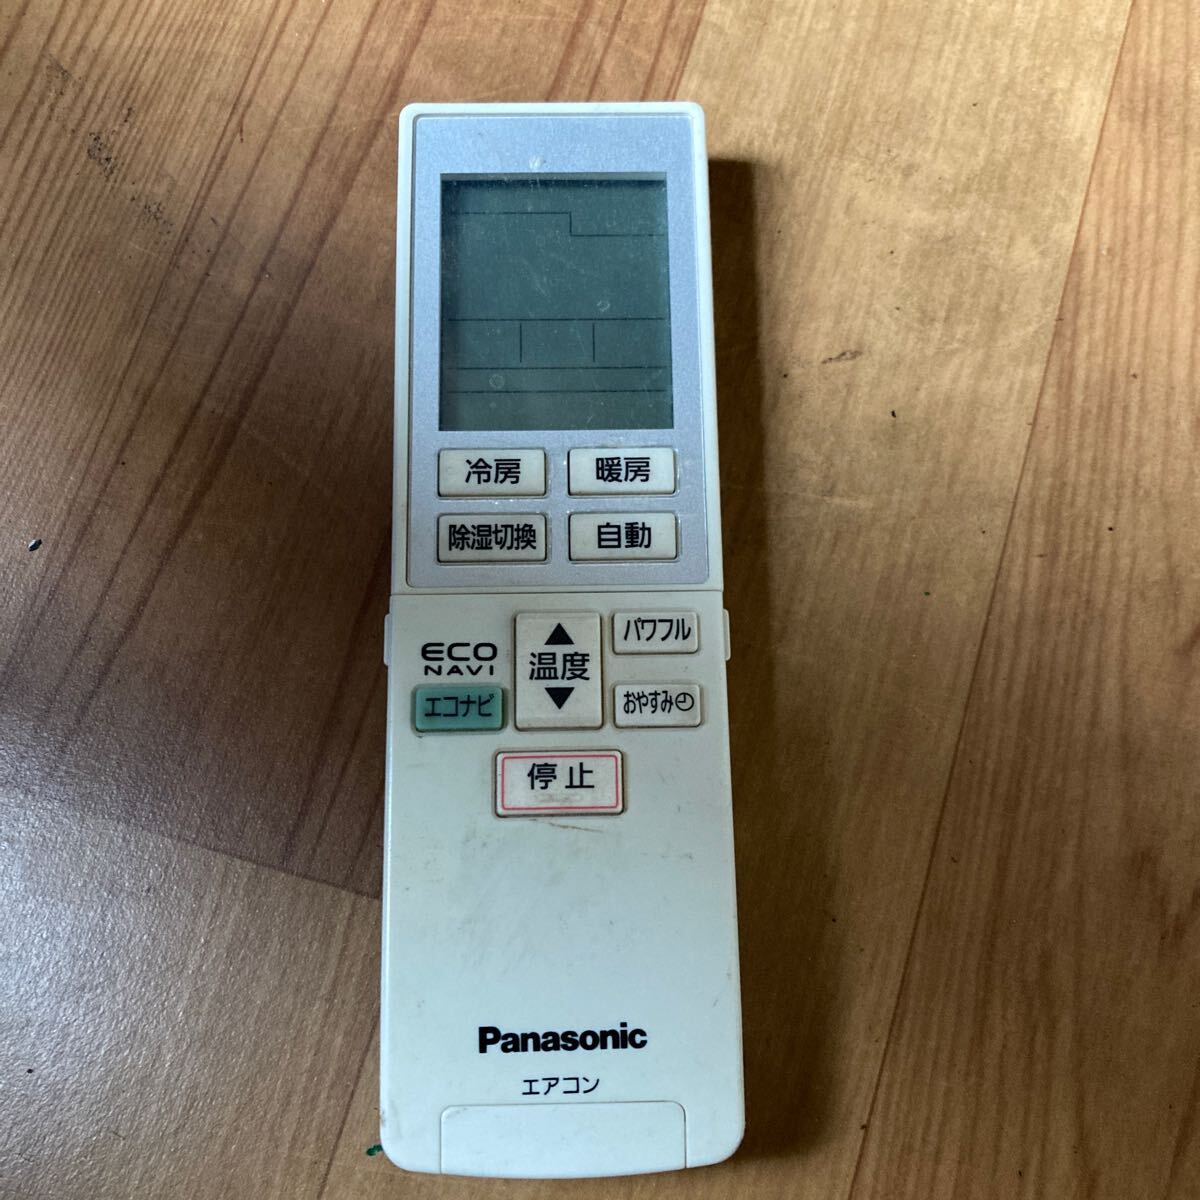 冷房 暖房
除湿切換 自動
ECO
NAVI
エコナビ
▲
温度
▼
パワフル
おやすみ
停止
Panasonic
エアコン